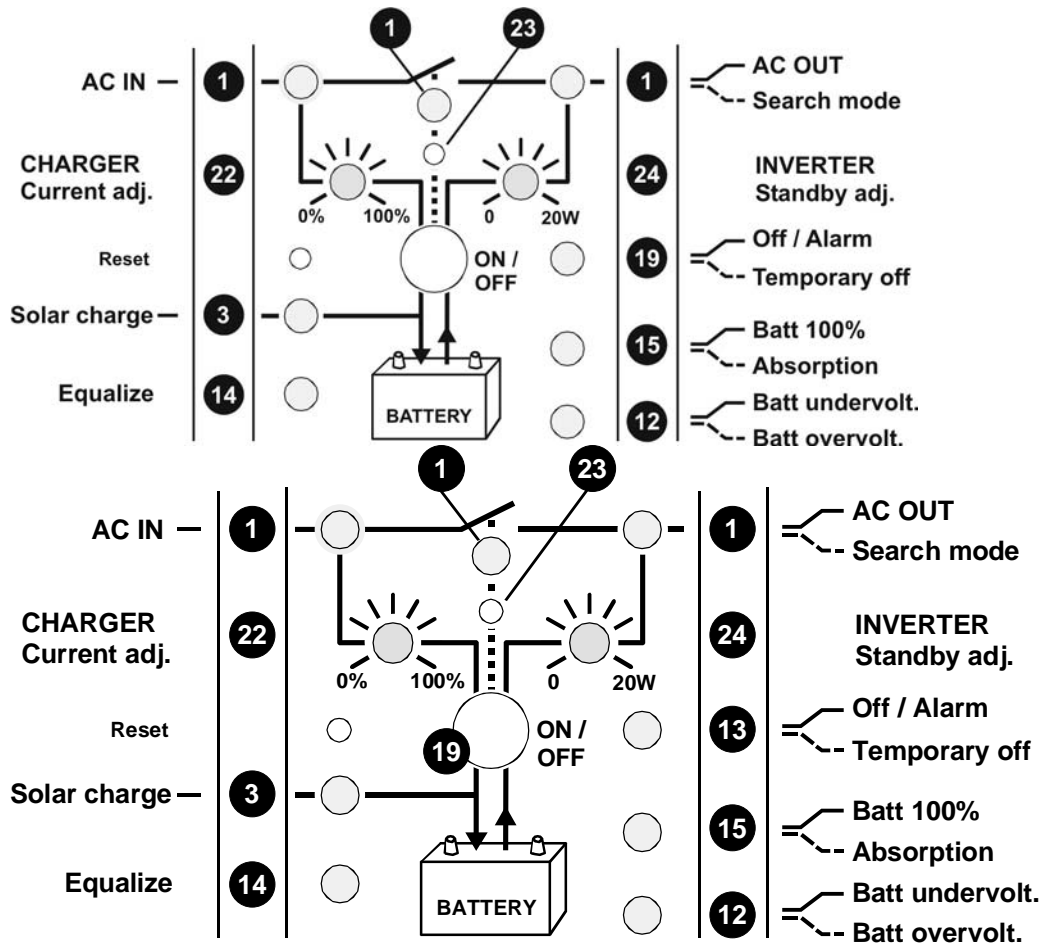 1 23
AC IN 1 1 AC OUT
Search mode
CHARGER 22 24 INVERTER
Current adj. Standby adj.
0% 100% 0 20W
Reset ON / 19 Off / Alarm
OFF Temporary off
Solar charge 3 15 Batt 100%
Absorption
Equalize 14 BATTERY 12 Batt undervolt.
Batt overvolt.
1 23
AC IN 1 1 AC OUT
Search mode
CHARGER 22 24 INVERTER
Current adj. Standby adj.
0% 100% 0 20W
Reset 19 ON / 13 Off / Alarm
OFF Temporary off
Solar charge 3 15 Batt 100%
Absorption
Equalize 14 BATTERY 12 Batt undervolt.
Batt overvolt.